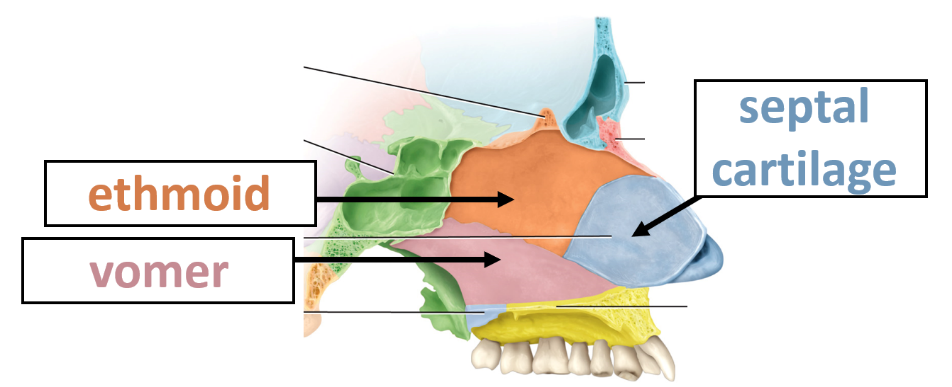 septal
cartilage
ethmoid
vomer